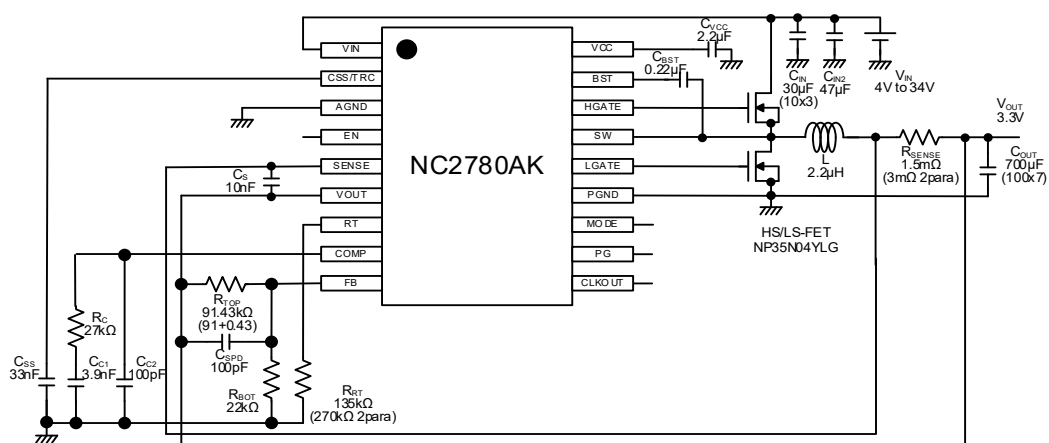 NC2780AK
VIN
CSS/TRC
AGND
EN
SENSE
VOUT
RT
COMP
FB
VCC
BST
HGATE
SW
LGATE
PGND
MODE
PG
CLKOUT
CVCC
2.2µF
CBST
0.22µF
CIN
30µF
(10x3)
CIN2
47µF
VIN
4V to 34V
VOUT
3.3V
L
2.2µH
RSENSE
1.5mΩ
(3mΩ 2para)
COUT
700µF
(100x7)
HS/LS-FET
NP35N04YLG
CS
10nF
RTOP
91.43kΩ
(91+0.43)
CSPD
100pF
RC
27kΩ
CSS
33nF
CC1
3.9nF
CC2
100pF
RBOT
22kΩ
RRT
135kΩ
(270kΩ 2para)